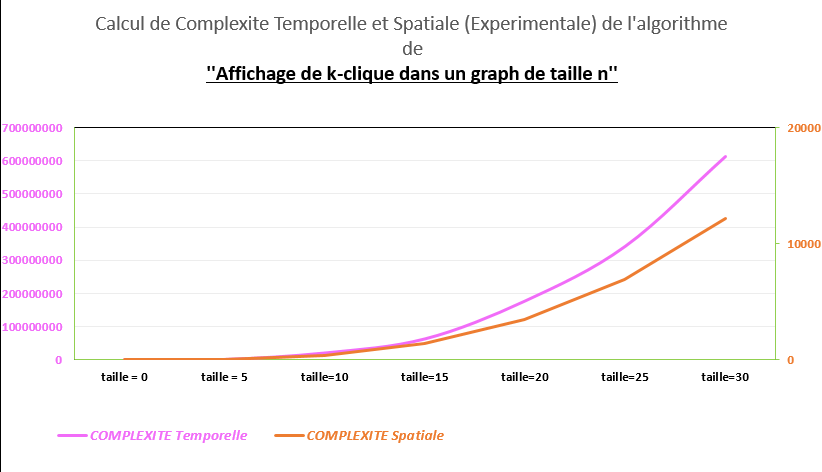 Calcul de Complexite Temporelle et Spatiale (Experimentale) de l'algorithme
de
"Affichage de k-clique dans un graph de taille n"
700000000
600000000
500000000
400000000
300000000
200000000
100000000
0
20000
10000
0
taille = 0
taille = 5
taille=10
taille=15
taille=20
taille=25
taille=30
COMPLEXITE Temporelle
COMPLEXITE Spatiale